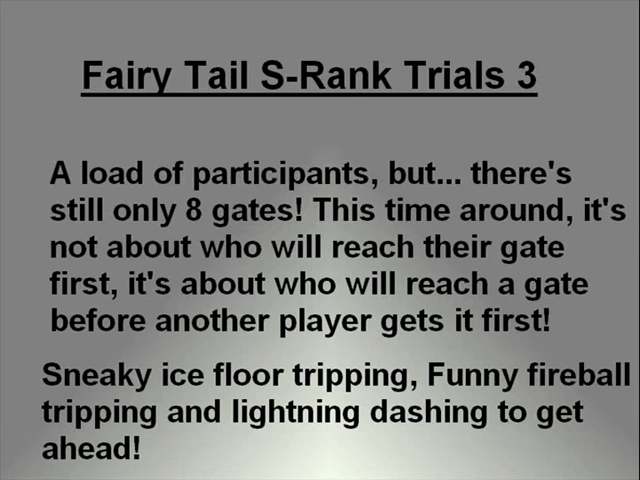 Fairy Tail S-Rank Trials 3
A load of participants, but... there's
still only 8 gates! This time around, it's
not about who will reach their gate
first, it's about who will reach a gate
before another player gets it first!
Sneaky ice floor tripping, Funny fireball
tripping and lightning dashing to get
ahead!